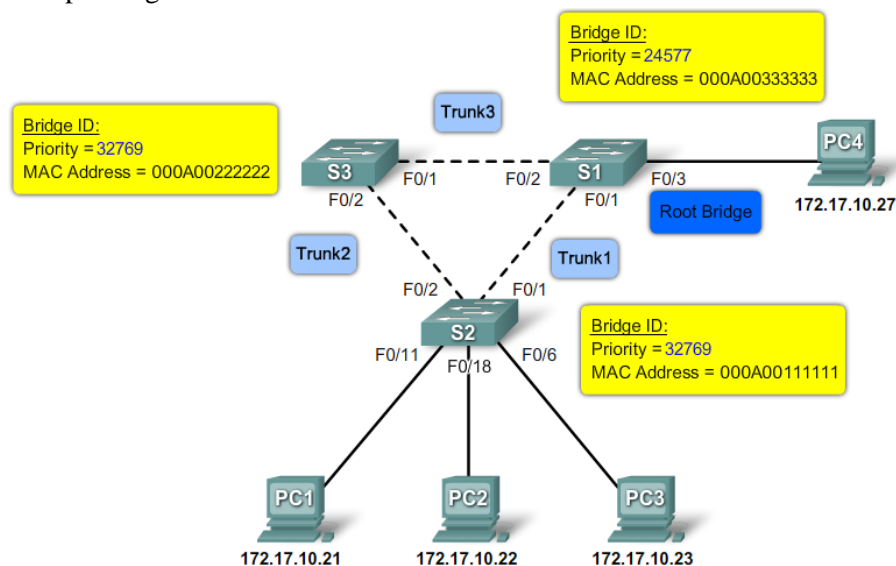 Bridge ID:
Priority = 24577
MAC Address = 000A00333333
Trunk3
Bridge ID:
Priority = 32769
MAC Address = 000A00222222
S3
F0/1
F0/2
S1
F0/3
PC4
F0/2
F0/1
Root Bridge
172.17.10.27
Trunk2
Trunk1
F0/2
F0/1
S2
Bridge ID:
Priority = 32769
MAC Address = 000A00111111
F0/11
F0/18
F0/6
PC1
PC2
PC3
172.17.10.21
172.17.10.22
172.17.10.23